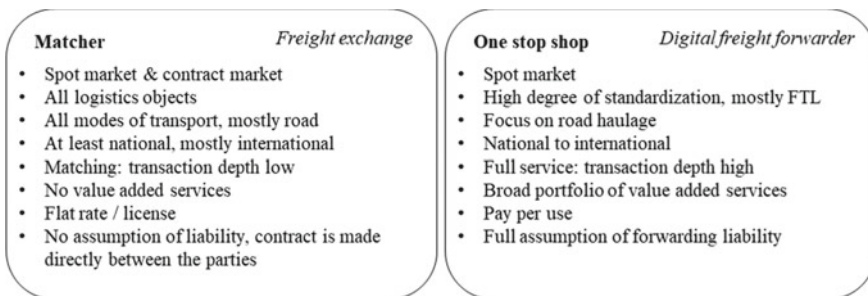 Matcher Freight exchange
• Spot market & contract market
• All logistics objects
• All modes of transport, mostly road
• At least national, mostly international
• Matching: transaction depth low
• No value added services
• Flat rate / license
• No assumption of liability, contract is made
directly between the parties
One stop shop Digital freight forwarder
• Spot market
• High degree of standardization, mostly FTL
• Focus on road haulage
• National to international
• Full service: transaction depth high
• Broad portfolio of value added services
• Pay per use
• Full assumption of forwarding liability